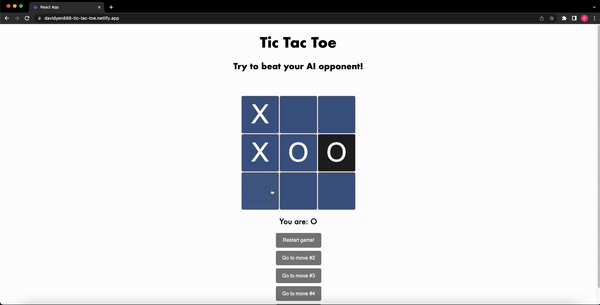 React App
davidyen888-tic-tac-toe.netlify.app
Tic Tac Toe
Try to beat your AI opponent!
X
X O O
You are: O
Restart game!
Go to move #2
Go to move #3
Go to move #4